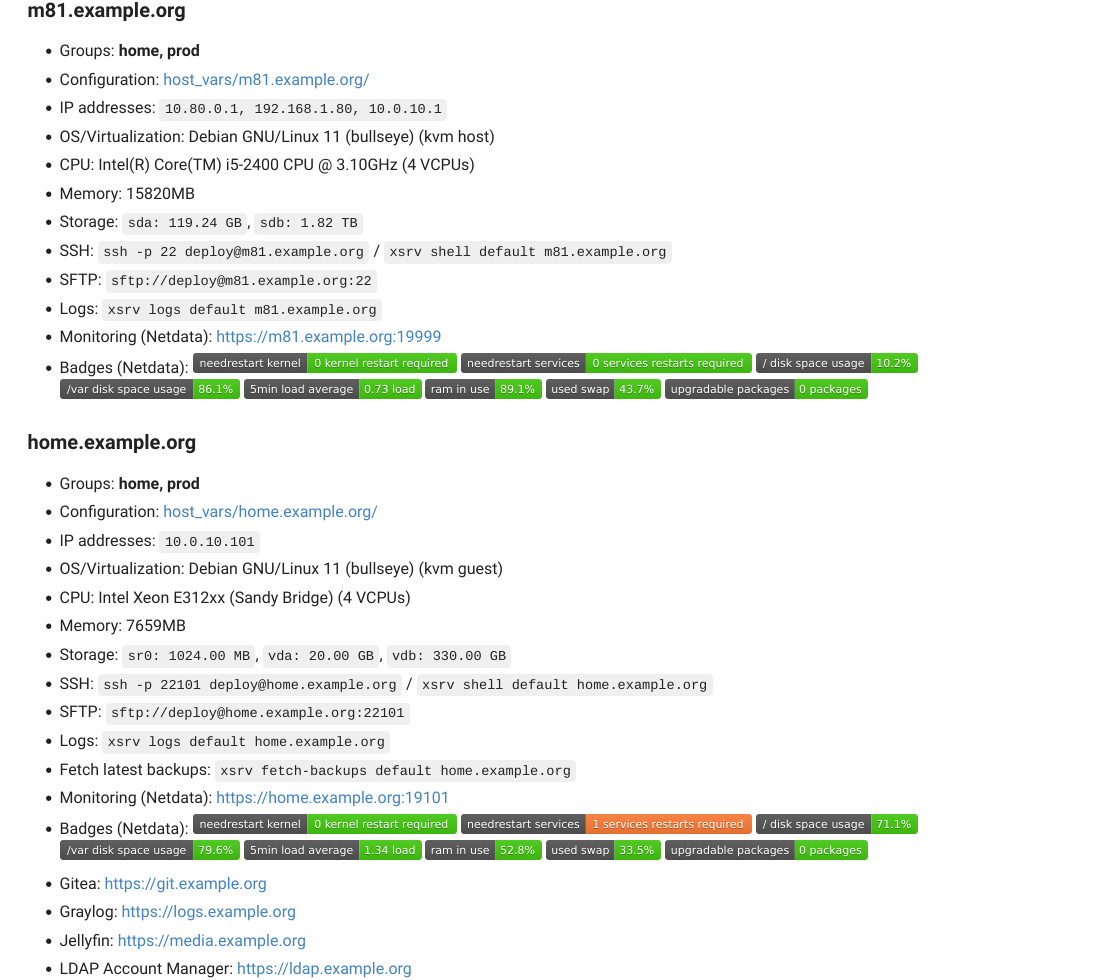 m81.example.org
Groups: home, prod
Configuration: host_vars/m81.example.org/
IP addresses: 10.80.0.1, 192.168.1.80, 10.0.10.1
OS/Virtualization: Debian GNU/Linux 11 (bullseye) (kvm host)
CPU: Intel(R) Core(TM) i5-2400 CPU @ 3.10GHz (4 VCPUs)
Memory: 15820MB
Storage: sda: 119.24 GB, sdb: 1.82 TB
SSH: ssh -p 22 deploy@m81.example.org / xsrv shell default m81.example.org
SFTP: sftp://deploy@m81.example.org:22
Logs: xsrv logs default m81.example.org
Monitoring (Netdata): https://m81.example.org:19999
Badges (Netdata): needrestart kernel 0 kernel restart required needrestart services 0 services restarts required / disk space usage 10.2%
/var disk space usage 86.1% 5min load average 0.73 load ram in use 89.1% used swap 43.7% upgradable packages 0 packages
home.example.org
Groups: home, prod
Configuration: host_vars/home.example.org/
IP addresses: 10.0.10.101
OS/Virtualization: Debian GNU/Linux 11 (bullseye) (kvm guest)
CPU: Intel Xeon E312xx (Sandy Bridge) (4 VCPUs)
Memory: 7659MB
Storage: sr0: 1024.00 MB, vda: 20.00 GB, vdb: 330.00 GB
SSH: ssh -p 22101 deploy@home.example.org / xsrv shell default home.example.org
SFTP: sftp://deploy@home.example.org:22101
Logs: xsrv logs default home.example.org
Fetch latest backups: xsrv fetch-backups default home.example.org
Monitoring (Netdata): https://home.example.org:19101
Badges (Netdata): needrestart kernel 0 kernel restart required needrestart services 1 services restarts required / disk space usage 71.1%
/var disk space usage 79.6% 5min load average 1.34 load ram in use 52.8% used swap 33.5% upgradable packages 0 packages
Gitea: https://git.example.org
Graylog: https://logs.example.org
Jellyfin: https://media.example.org
LDAP Account Manager: https://ldap.example.org